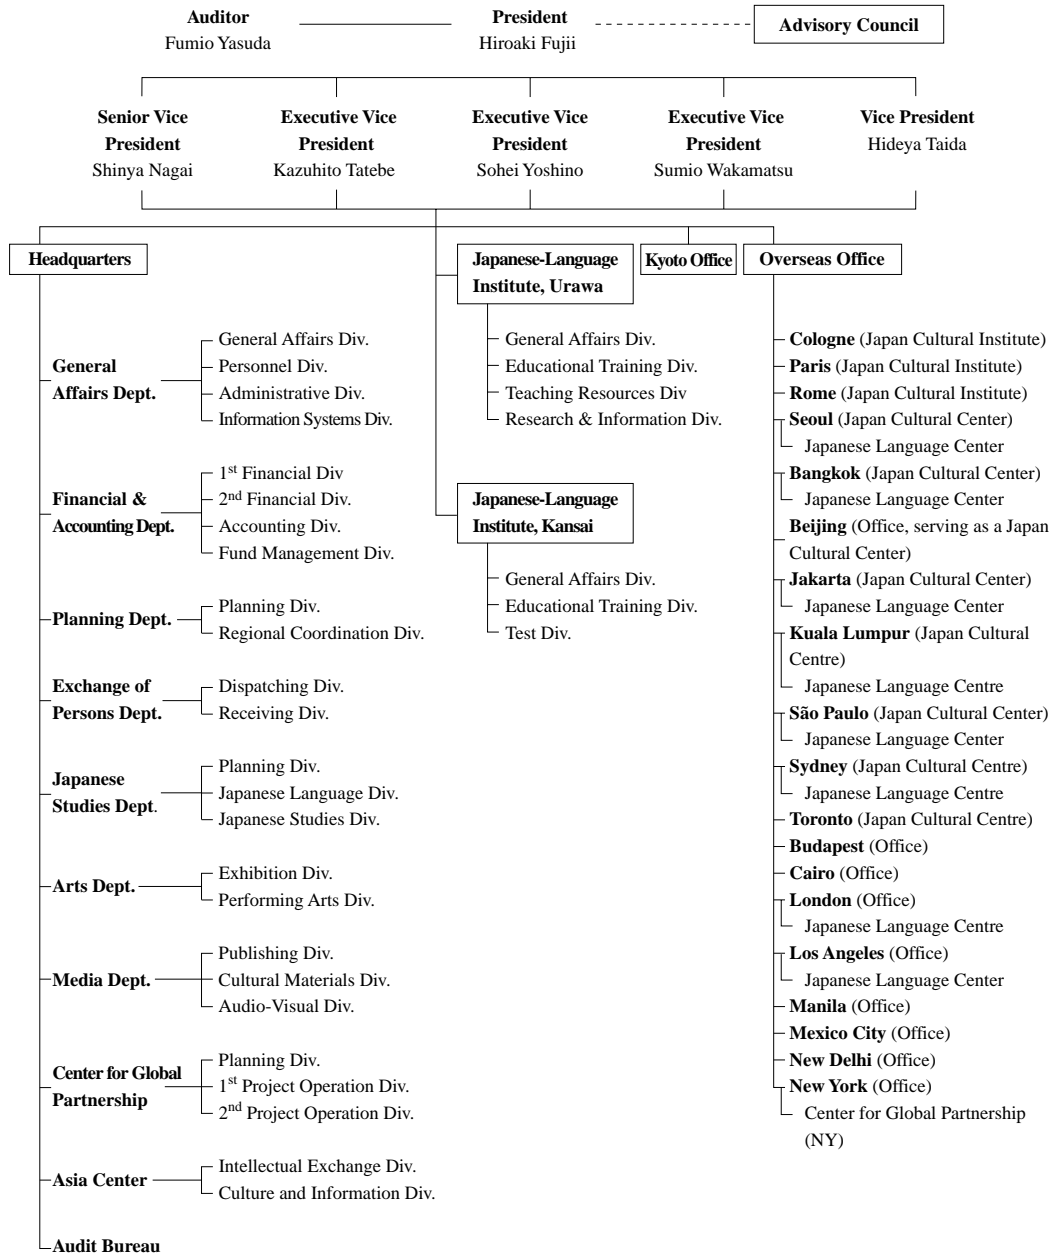 Auditor
Fumio Yasuda
President
Hiroaki Fujii
Advisory Council
Senior Vice
President
Shinya Nagai
Executive Vice
President
Kazuhito Tatebe
Executive Vice
President
Sohei Yoshino
Executive Vice
President
Sumio Wakamatsu
Vice President
Hideya Taida
Headquarters
General
Affairs Dept.
General Affairs Div.
Personnel Div.
Administrative Div.
Information Systems Div.
Financial &
Accounting Dept.
1st Financial Div
2nd Financial Div.
Accounting Div.
Fund Management Div.
Planning Dept.
Planning Div.
Regional Coordination Div.
Exchange of
Persons Dept.
Dispatching Div.
Receiving Div.
Japanese
Studies Dept.
Planning Div.
Japanese Language Div.
Japanese Studies Div.
Arts Dept.
Exhibition Div.
Performing Arts Div.
Media Dept.
Publishing Div.
Cultural Materials Div.
Audio-Visual Div.
Center for Global
Partnership
Planning Div.
1st Project Operation Div.
2nd Project Operation Div.
Asia Center
Intellectual Exchange Div.
Culture and Information Div.
Audit Bureau
Japanese-Language
Institute, Urawa
General Affairs Div.
Educational Training Div.
Teaching Resources Div
Research & Information Div.
Japanese-Language
Institute, Kansai
General Affairs Div.
Educational Training Div.
Test Div.
Kyoto Office
Overseas Office
Cologne (Japan Cultural Institute)
Paris (Japan Cultural Institute)
Rome (Japan Cultural Institute)
Seoul (Japan Cultural Center)
Japanese Language Center
Bangkok (Japan Cultural Center)
Japanese Language Center
Beijing (Office, serving as a Japan
Cultural Center)
Jakarta (Japan Cultural Center)
Japanese Language Center
Kuala Lumpur (Japan Cultural
Centre)
Japanese Language Centre
São Paulo (Japan Cultural Center)
Japanese Language Center
Sydney (Japan Cultural Centre)
Japanese Language Centre
Toronto (Japan Cultural Centre)
Budapest (Office)
Cairo (Office)
London (Office)
Japanese Language Centre
Los Angeles (Office)
Japanese Language Center
Manila (Office)
Mexico City (Office)
New Delhi (Office)
New York (Office)
Center for Global Partnership
(NY)